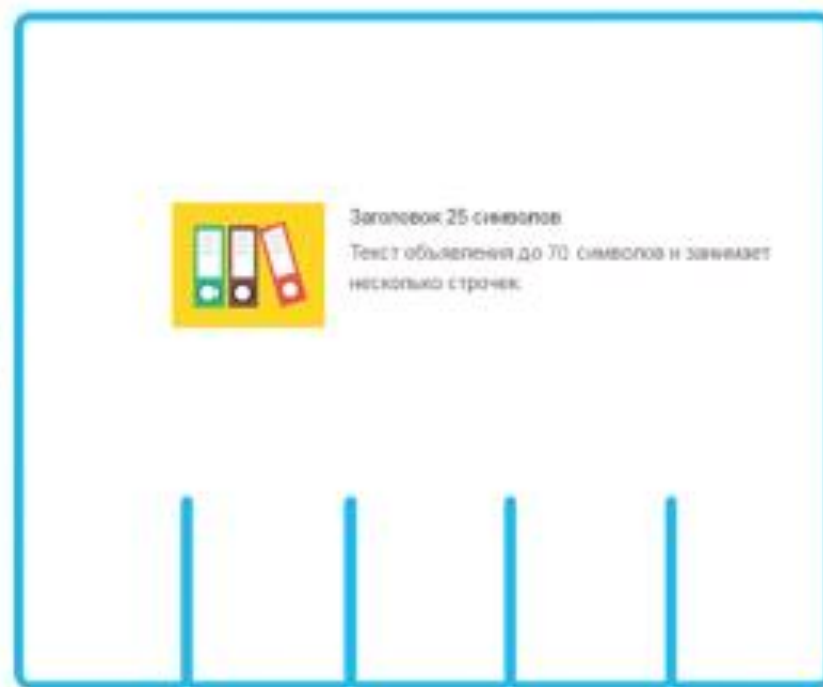 Заголовок 25 символов
Текст объявления до 70 символов и занимает
несколько строчек.